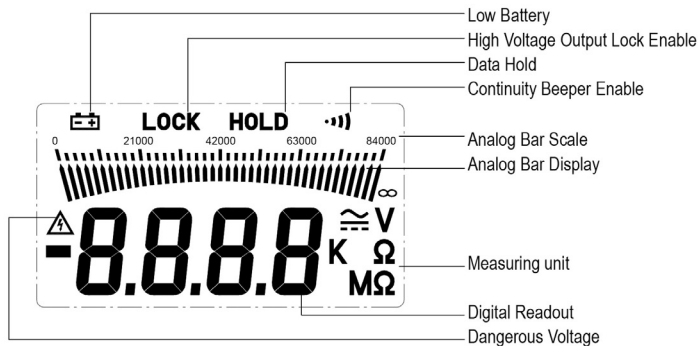 Low Battery
High Voltage Output Lock Enable
Data Hold
Continuity Beeper Enable
LOCK HOLD
0 21000 42000 63000 84000
Analog Bar Scale
Analog Bar Display
∞
-8.8.8.8
V
K Ω
MΩ
Measuring unit
Digital Readout
Dangerous Voltage